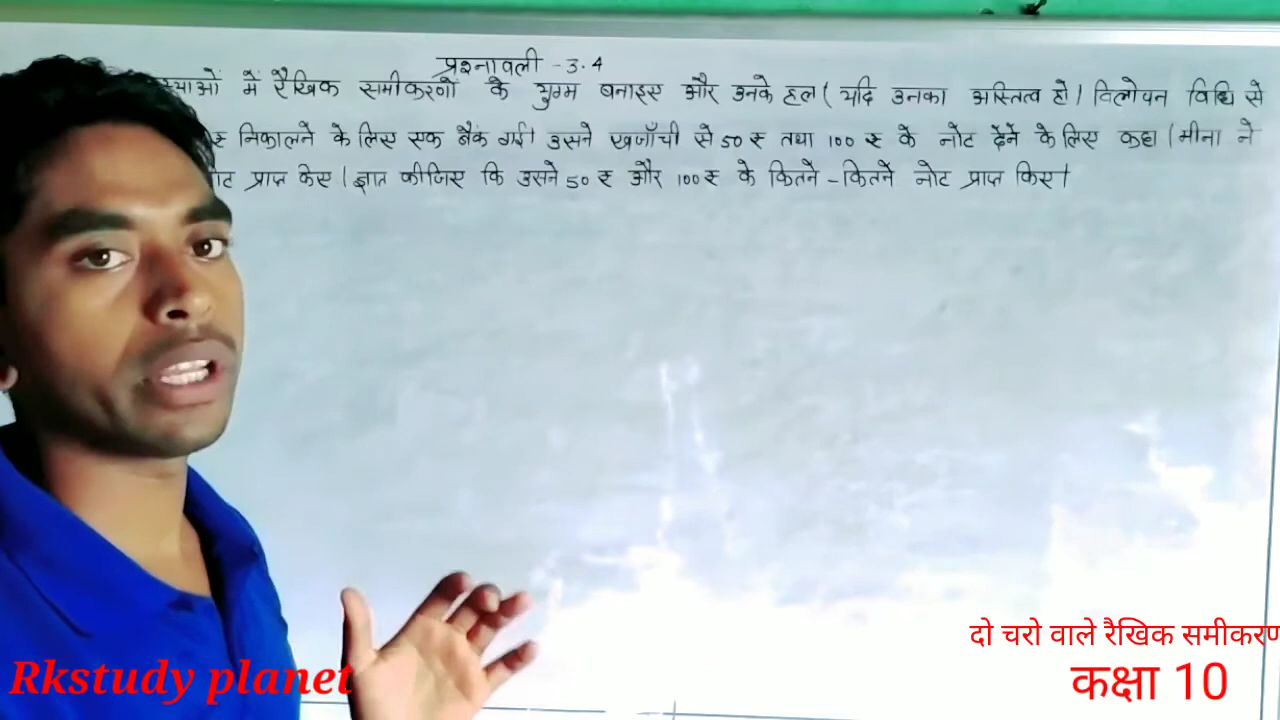 प्रश्नावली - 3.4
में रैखिक समीकरणों के युग्म बनाइए और उनके हल ( यदि उनका अस्तित्व हो। विलोपन विधि से
निकालने के लिए एक बैंक गई। उसने खजाँची से 50 ₹ तथा 100 ₹ के नोट देने के लिए कहा । मीना ने
प्राप्त किए । ज्ञात कीजिए कि उसने 50 ₹ और 100 ₹ के कितने - कितने नोट प्राप्त किए।
दो चरो वाले रैखिक समीकरण
Rkstudy planet
कक्षा 10